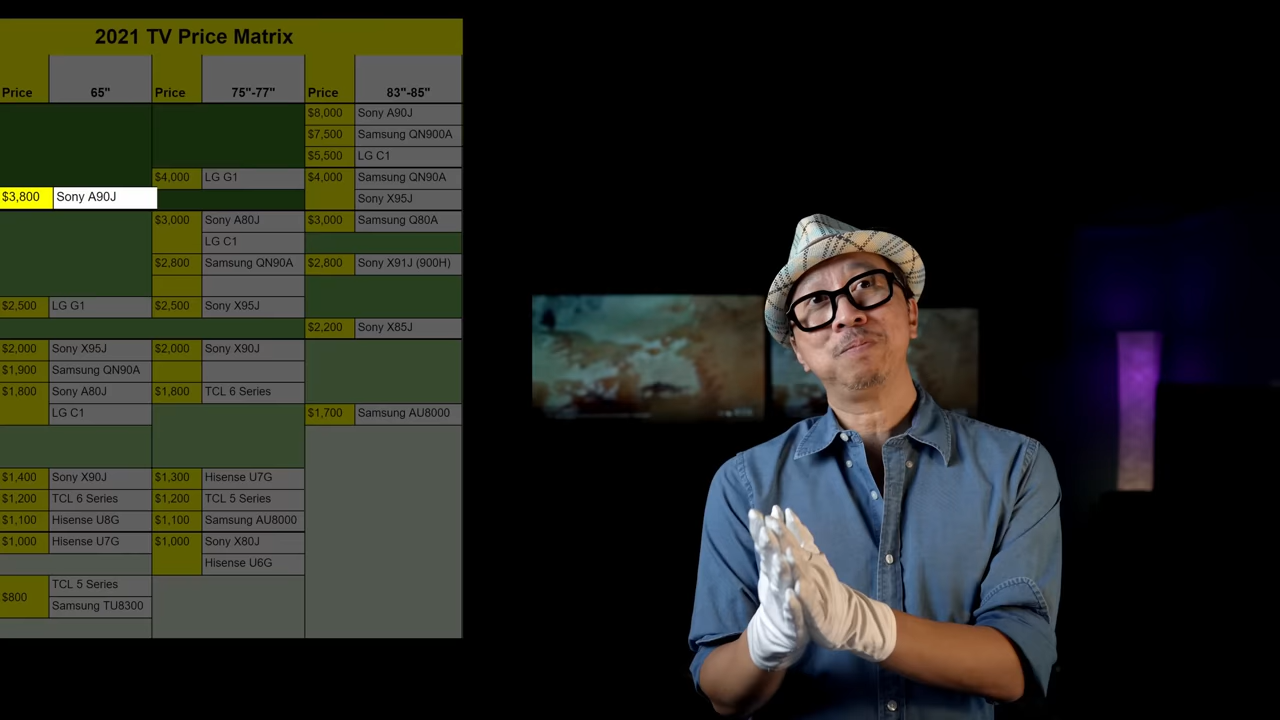 2021 TV Price Matrix
Price 65" Price 75"-77" Price 83"-85"
$8,000 Sony A90J
$7,500 Samsung QN900A
$5,500 LG C1
$4,000 LG G1 $4,000 Samsung QN90A
$3,800 Sony A90J Sony X95J
$3,000 Sony A80J $3,000 Samsung Q80A
LG C1
$2,800 Samsung QN90A $2,800 Sony X91J (900H)
$2,500 LG G1 $2,500 Sony X95J
$2,200 Sony X85J
$2,000 Sony X95J $2,000 Sony X90J
$1,900 Samsung QN90A
$1,800 Sony A80J $1,800 TCL 6 Series
LG C1 $1,700 Samsung AU8000
$1,400 Sony X90J $1,300 Hisense U7G
$1,200 TCL 6 Series $1,200 TCL 5 Series
$1,100 Hisense U8G $1,100 Samsung AU8000
$1,000 Hisense U7G $1,000 Sony X80J
Hisense U6G
$800 TCL 5 Series
Samsung TU8300